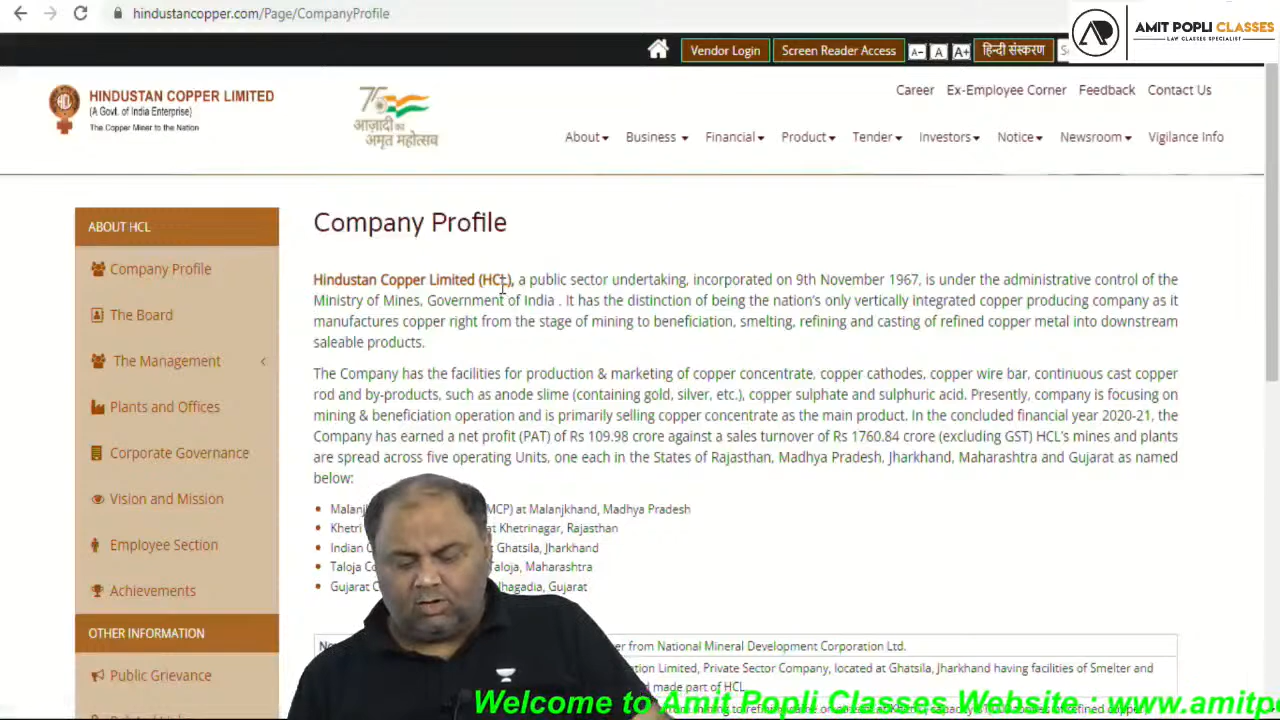 hindustancopper.com/Page/CompanyProfile
AMIT POPLI CLASSES
LAW CLASSES SPECIALIST
Vendor Login
Screen Reader Access
A-
A
A+
हिन्दी संस्करण
HINDUSTAN COPPER LIMITED
(A Govt. of India Enterprise)
The Copper Miner to the Nation
आज़ादी का
अमृत महोत्सव
Career
Ex-Employee Corner
Feedback
Contact Us
About
Business
Financial
Product
Tender
Investors
Notice
Newsroom
Vigilance Info
ABOUT HCL
Company Profile
The Board
The Management
Plants and Offices
Corporate Governance
Vision and Mission
Employee Section
Achievements
OTHER INFORMATION
Public Grievance
Company Profile
Hindustan Copper Limited (HCL), a public sector undertaking, incorporated on 9th November 1967, is under the administrative control of the
Ministry of Mines, Government of India . It has the distinction of being the nation's only vertically integrated copper producing company as it
manufactures copper right from the stage of mining to beneficiation, smelting, refining and casting of refined copper metal into downstream
saleable products.
The Company has the facilities for production & marketing of copper concentrate, copper cathodes, copper wire bar, continuous cast copper
rod and by-products, such as anode slime (containing gold, silver, etc.), copper sulphate and sulphuric acid. Presently, company is focusing on
mining & beneficiation operation and is primarily selling copper concentrate as the main product. In the concluded financial year 2020-21, the
Company has earned a net profit (PAT) of Rs 109.98 crore against a sales turnover of Rs 1760.84 crore (excluding GST) HCL's mines and plants
are spread across five operating Units, one each in the States of Rajasthan, Madhya Pradesh, Jharkhand, Maharashtra and Gujarat as named
below:
MCP) at Malanjkhand, Madhya Pradesh
Khetri at Khetrinagar, Rajasthan
Indian at Ghatsila, Jharkhand
Taloja Taloja, Maharashtra
Gujarat Gujarat
from National Mineral Development Corporation Ltd.
Limited, Private Sector Company, located at Ghatsila, Jharkhand having facilities of Smelter and
made part of HCL
Welcome to Amit Popli Classes. Website : www.amitp